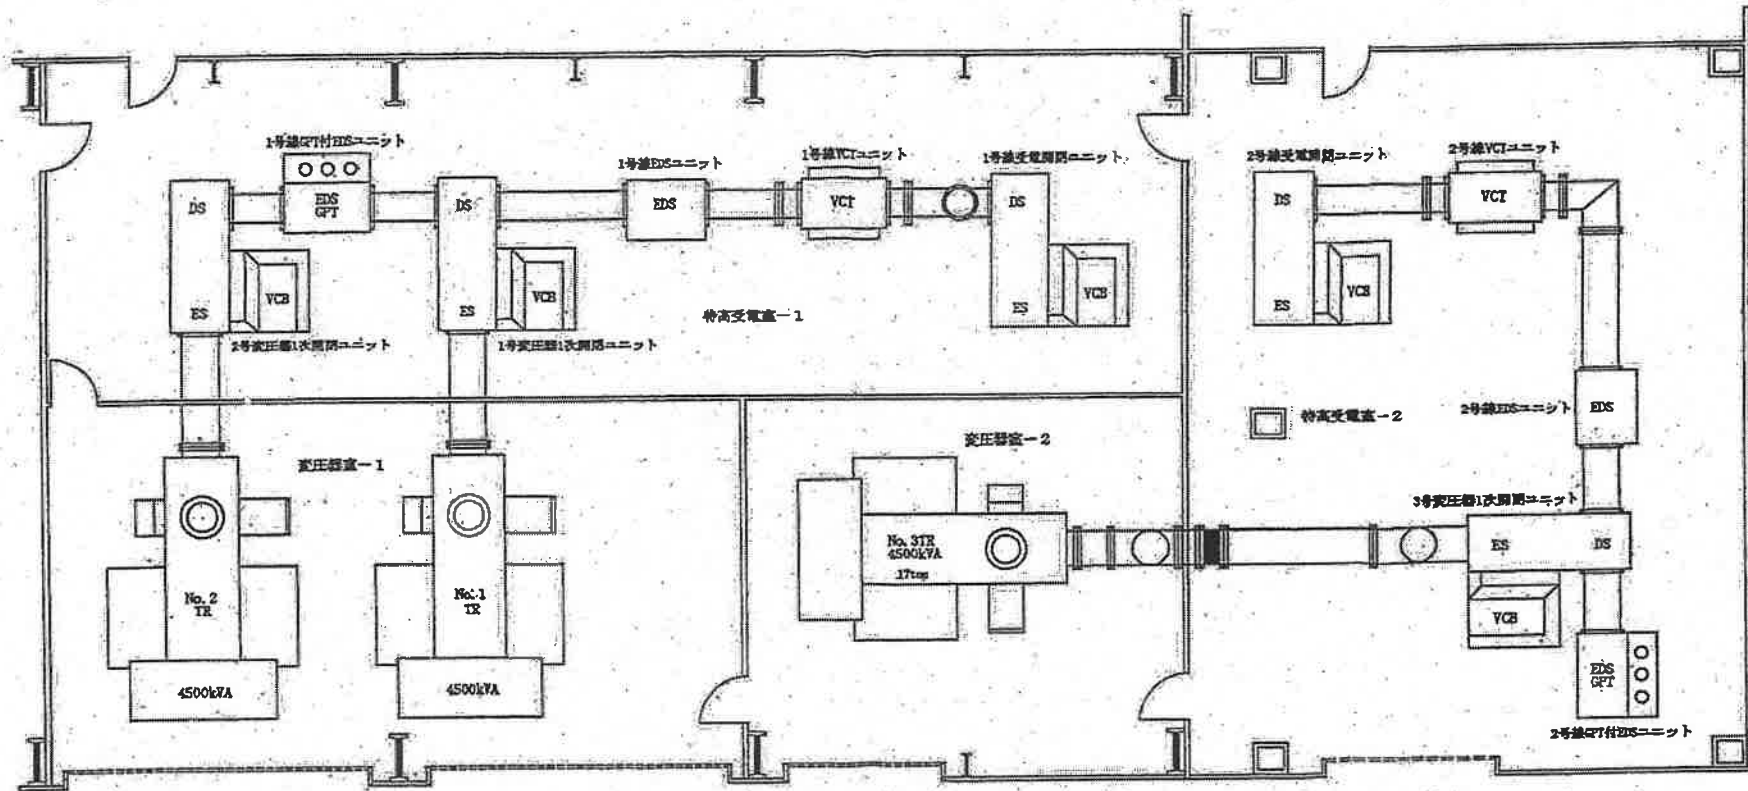 1号線GPT付EDSユニット
1号線EDSユニット
1号線VCTユニット
1号線受電開閉ユニット
2号線受電開閉ユニット
2号線VCTユニット
DS
EDS
GPT
DS
EDS
VCT
DS
DS
VCT
ES
VCB
ES
VCB
ES
VCB
ES
VCB
特高受電室-1
2号変圧器1次開閉ユニット
1号変圧器1次開閉ユニット
2号線EDSユニット
EDS
特高受電室-2
変圧器室-1
変圧器室-2
3号変圧器1次開閉ユニット
No.3TR
4500kVA
17ton
ES
DS
No.2
TR
No.1
TR
VCB
4500kVA
4500kVA
EDS
GPT
2号線GPT付EDSユニット